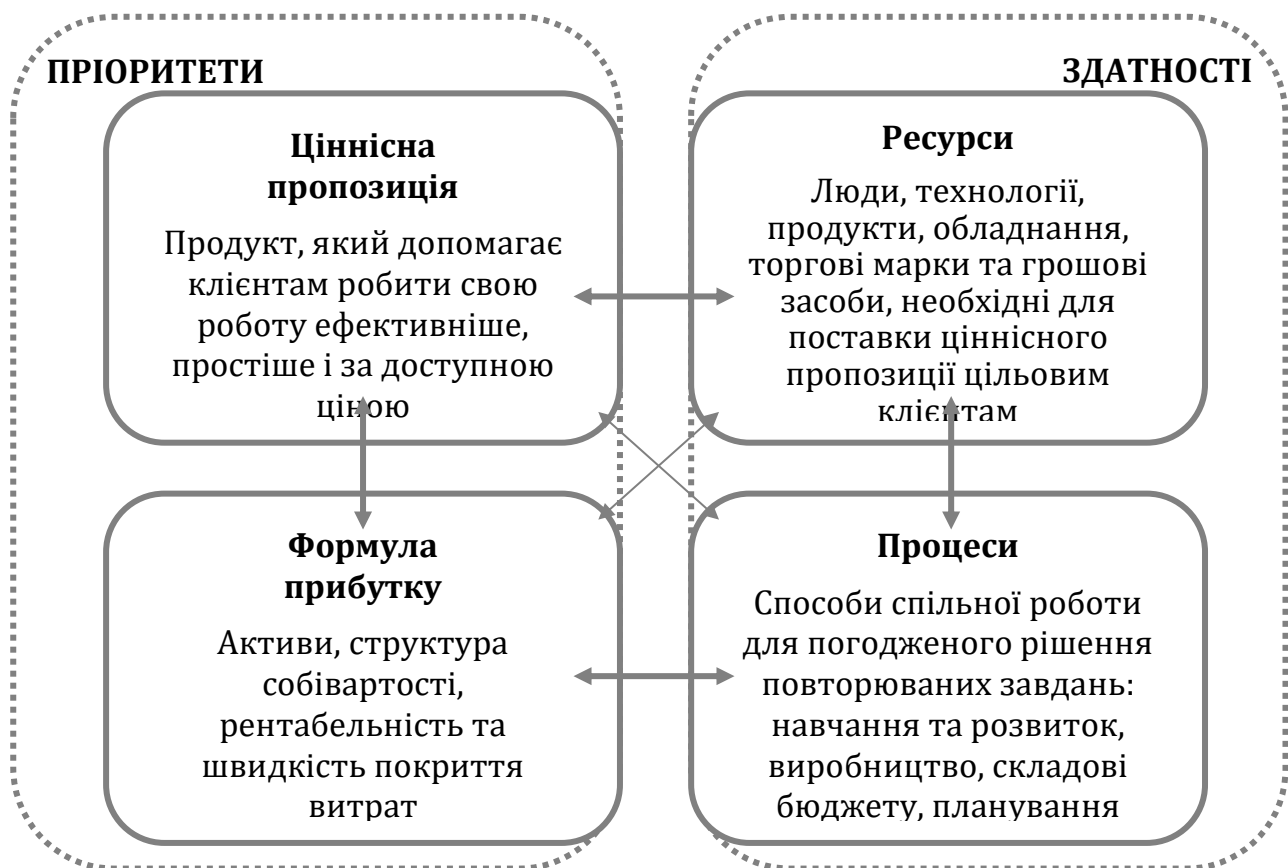 ПРІОРИТЕТИ
Ціннісна
пропозиція
Продукт, який допомагає
клієнтам робити свою
роботу ефективніше,
простіше і за доступною
ціною
Формула
прибутку
Активи, структура
собівартості,
рентабельність та
швидкість покриття
витрат
ЗДАТНОСТІ
Ресурси
Люди, технології,
продукти, обладнання,
торгові марки та грошові
засоби, необхідні для
поставки ціннісного
пропозиції цільовим
клієнтам
Процеси
Способи спільної роботи
для погодженого рішення
повторюваних завдань:
навчання та розвиток,
виробництво, складові
бюджету, планування